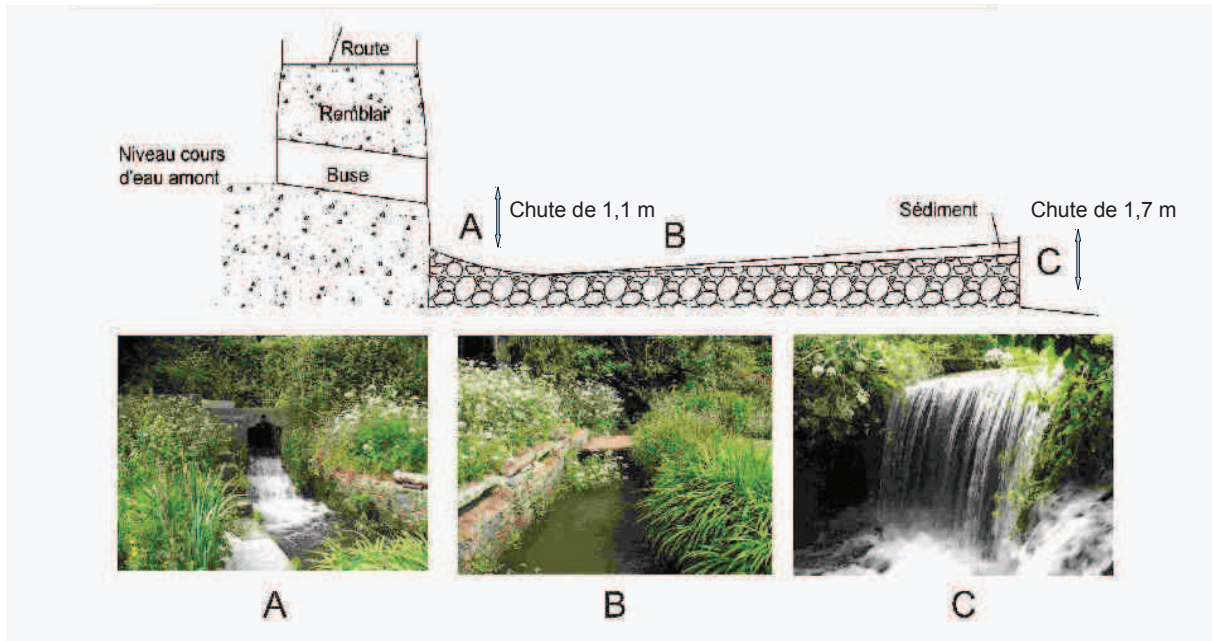 Route
Remblai
Niveau cours
d'eau amont
Buse
A
Chute de 1,1 m
B
Sédiment
Chute de 1,7 m
C
A
B
C